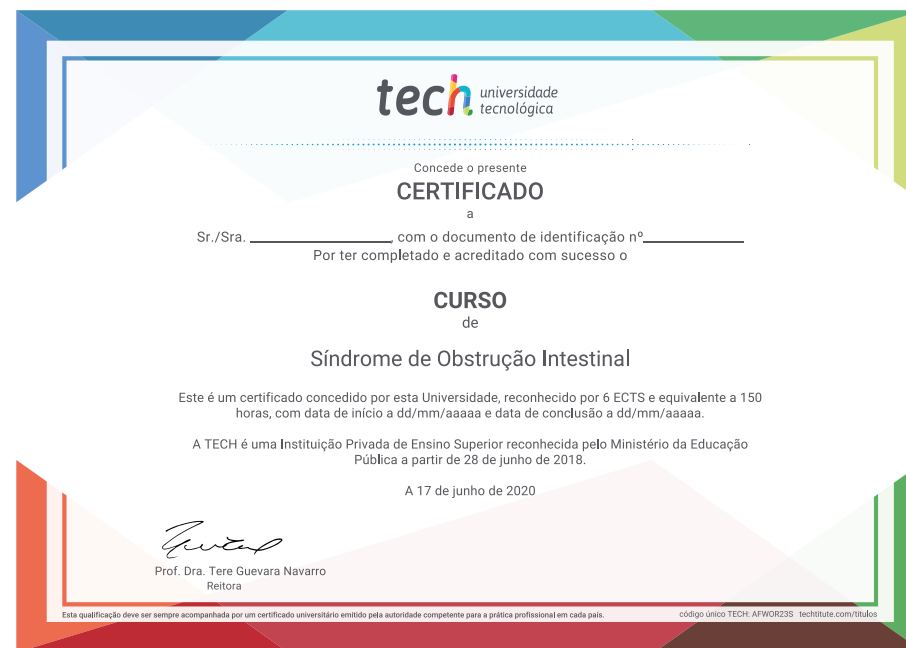 tech universidade
tecnológica
Concede o presente
CERTIFICADO
a
Sr./Sra. ________________, com o documento de identificação nº____________
Por ter completado e acreditado com sucesso o
CURSO
de
Síndrome de Obstrução Intestinal
Este é um certificado concedido por esta Universidade, reconhecido por 6 ECTS e equivalente a 150
horas, com data de início a dd/mm/aaaaa e data de conclusão a dd/mm/aaaaa.
A TECH é uma Instituição Privada de Ensino Superior reconhecida pelo Ministério da Educação
Pública a partir de 28 de junho de 2018.
A 17 de junho de 2020
Prof. Dra. Tere Guevara Navarro
Reitora
Esta qualificação deve ser sempre acompanhada por um certificado universitário emitido pela autoridade competente para a prática profissional em cada país.
código único TECH: AFWOR23S techtitute.com/titulos